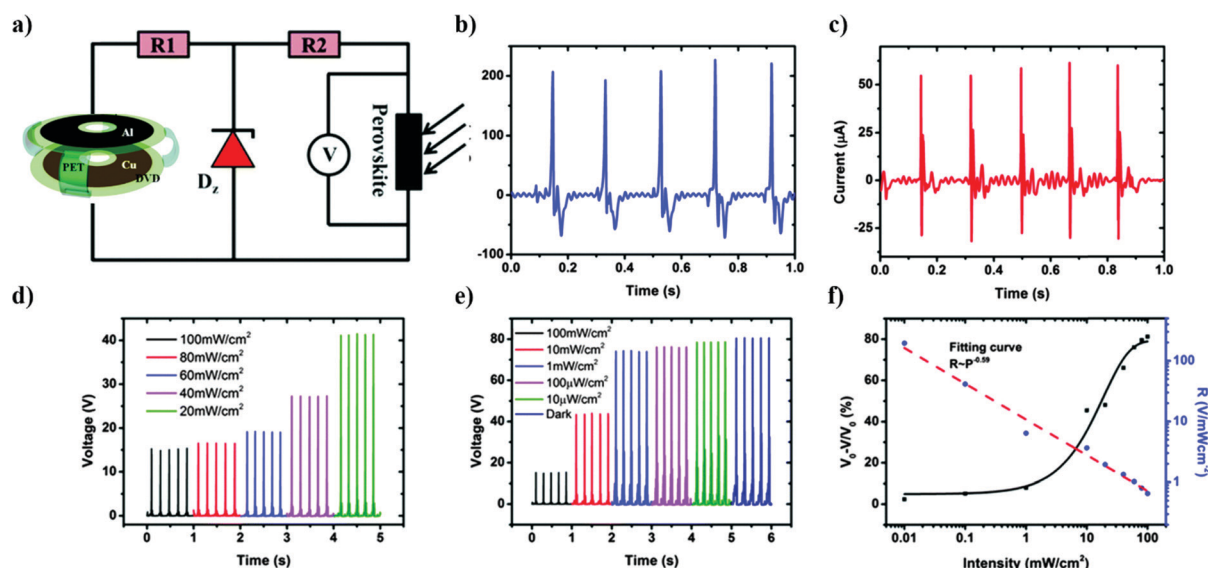 a)
R1
R2
Al
Cu
PET
DVD
D_z
V
Perovskite
b)
200
100
0
-100
0.0 0.2 0.4 0.6 0.8 1.0
Time (s)
c)
Current (μA)
50
25
0
-25
0.0 0.2 0.4 0.6 0.8 1.0
Time (s)
d)
Voltage (V)
40
30
20
10
0
100mW/cm²
80mW/cm²
60mW/cm²
40mW/cm²
20mW/cm²
0 1 2 3 4 5
Time (s)
e)
Voltage (V)
80
60
40
20
0
100mW/cm²
10mW/cm²
1mW/cm²
100μW/cm²
10μW/cm²
Dark
0 1 2 3 4 5 6
Time (s)
f)
V₀-V/V₀ (%)
80
60
40
20
0
Fitting curve
R~P^-0.59
100
10
1
R (V/mWcm⁻²)
0.01 0.1 1 10 100
Intensity (mW/cm²)